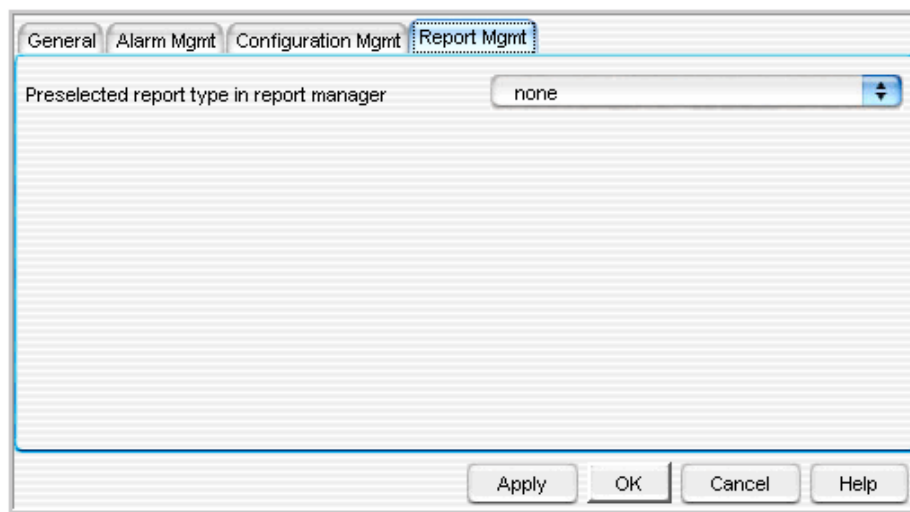 General Alarm Mgmt Configuration Mgmt Report Mgmt
Preselected report type in report manager none
Apply OK Cancel Help